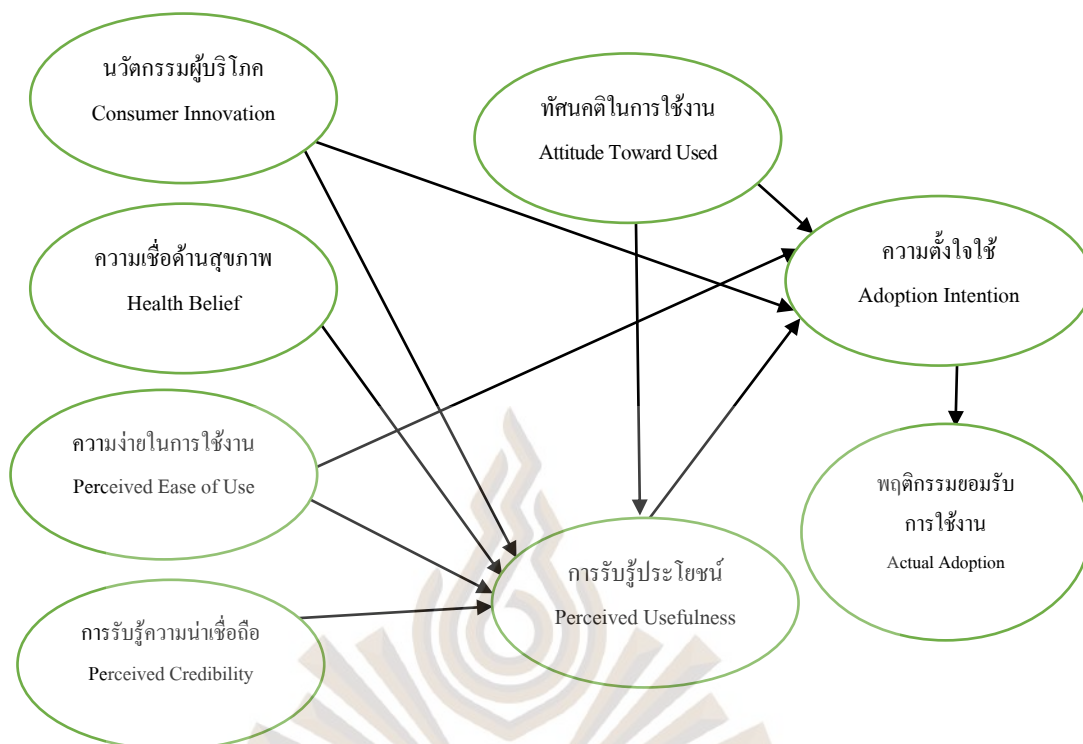 นวัตกรรมผู้บริโภค
Consumer Innovation
ทัศนคติในการใช้งาน
Attitude Toward Used
ความเชื่อด้านสุขภาพ
Health Belief
ความตั้งใจใช้
Adoption Intention
ความง่ายในการใช้งาน
Perceived Ease of Use
พฤติกรรมยอมรับ
การใช้งาน
Actual Adoption
การรับรู้ประโยชน์
Perceived Usefulness
การรับรู้ความน่าเชื่อถือ
Perceived Credibility